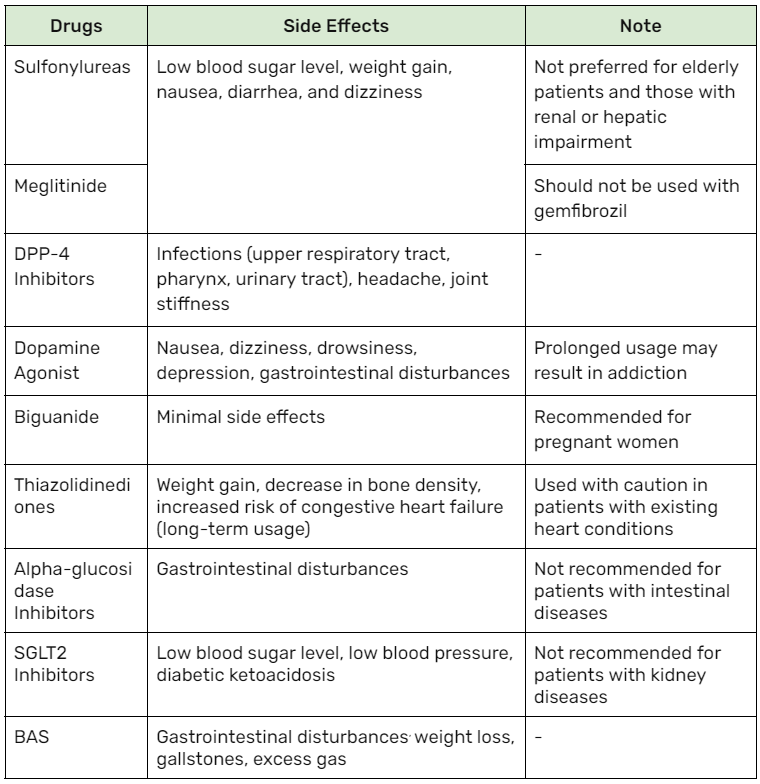 Drugs
Side Effects
Note
Sulfonylureas
Low blood sugar level, weight gain,
nausea, diarrhea, and dizziness
Not preferred for elderly
patients and those with
renal or hepatic
impairment
Meglitinide
Should not be used with
gemfibrozil
DPP-4
Inhibitors
Infections (upper respiratory tract,
pharynx, urinary tract), headache, joint
stiffness
-
Dopamine
Agonist
Nausea, dizziness, drowsiness,
depression, gastrointestinal disturbances
Prolonged usage may
result in addiction
Biguanide
Minimal side effects
Recommended for
pregnant women
Thiazolidinedi
ones
Weight gain, decrease in bone density,
increased risk of congestive heart failure
(long-term usage)
Used with caution in
patients with existing
heart conditions
Alpha-glucosi
dase
Inhibitors
Gastrointestinal disturbances
Not recommended for
patients with intestinal
diseases
SGLT2
Inhibitors
Low blood sugar level, low blood pressure,
diabetic ketoacidosis
Not recommended for
patients with kidney
diseases
BAS
Gastrointestinal disturbances weight loss,
gallstones, excess gas
-